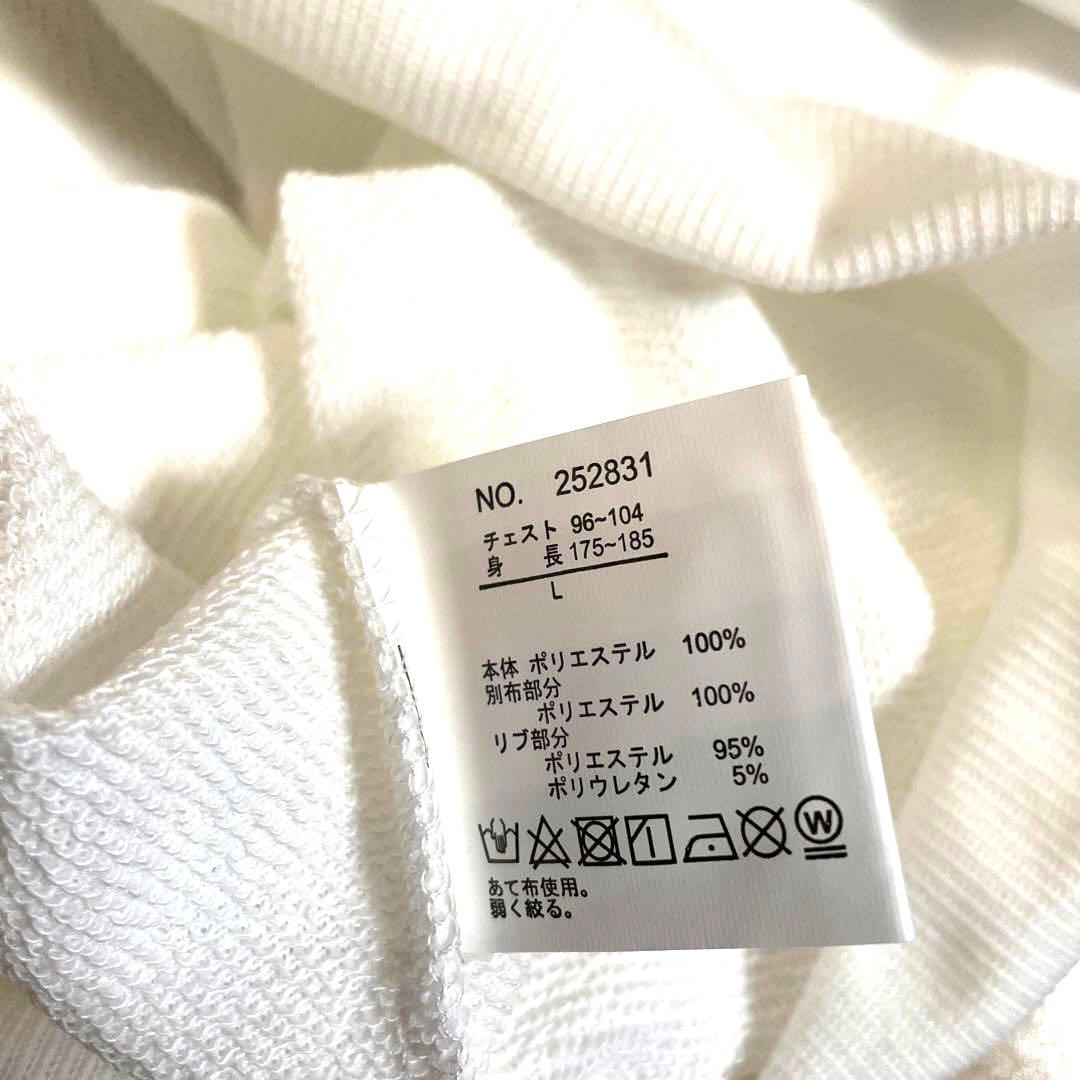 NO. 252831
チェスト 96~104
身 長 175~185
L
本体 ポリエステル 100%
別布部分
ポリエステル 100%
リブ部分
ポリエステル 95%
ポリウレタン 5%
W
あて布使用。
弱く絞る。